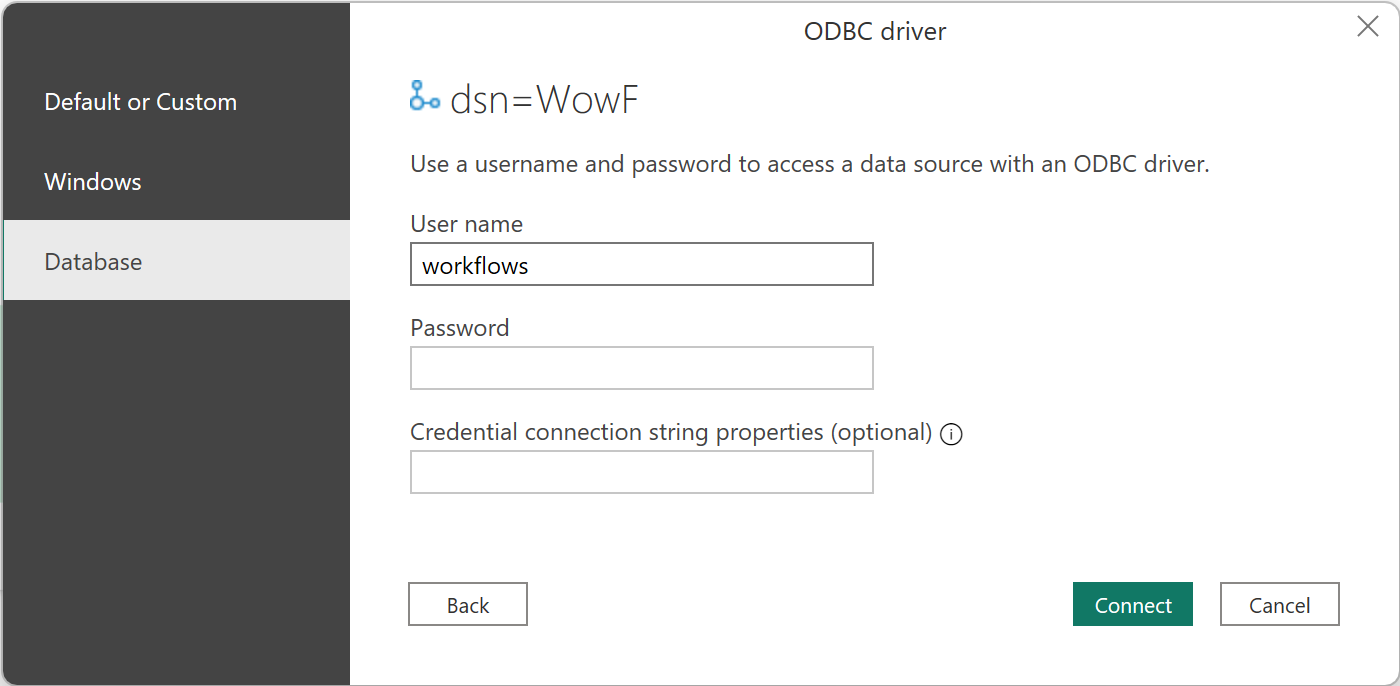 ODBC driver
Default or Custom
Windows
Database
dsn=WowF
Use a username and password to access a data source with an ODBC driver.
User name
workflows
Password
Credential connection string properties (optional)
Back
Connect
Cancel